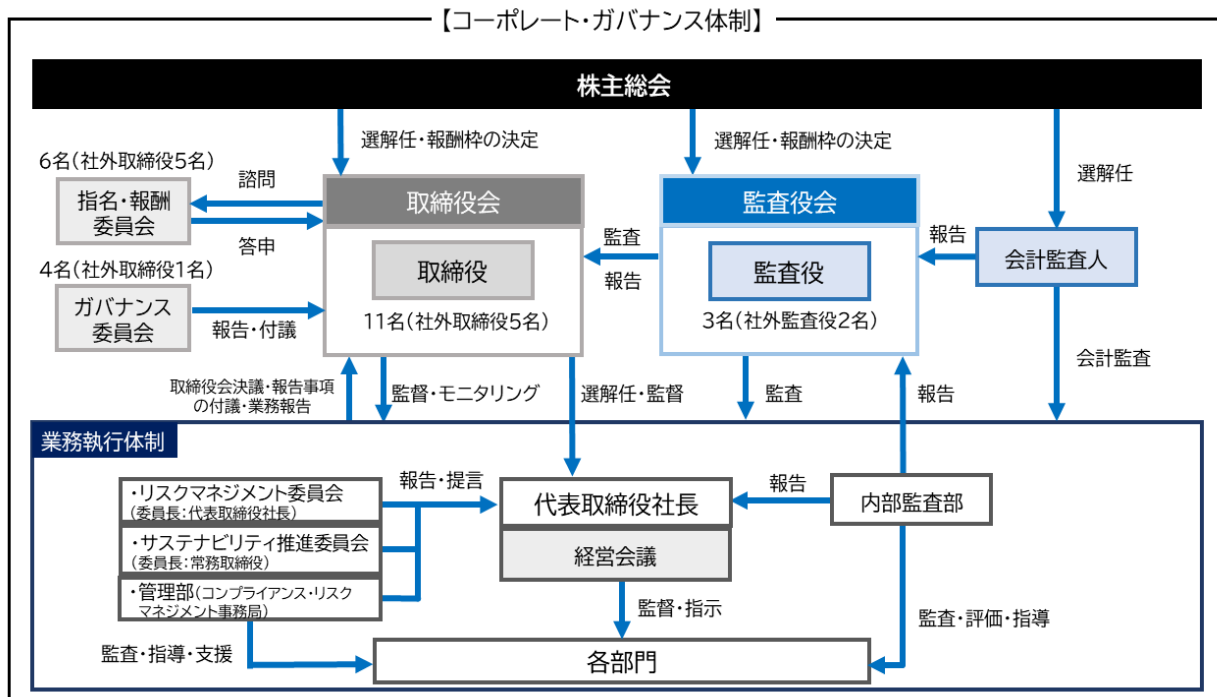 【コーポレート・ガバナンス体制】
株主総会
選解任・報酬枠の決定
選解任・報酬枠の決定
選解任
6名(社外取締役5名)
指名・報酬
委員会
諮問
答申
取締役会
取締役
11名(社外取締役5名)
監査
報告
監査役会
監査役
3名(社外監査役2名)
報告
会計監査人
4名(社外取締役1名)
ガバナンス
委員会
報告・付議
取締役会決議・報告事項
の付議・業務報告
監督・モニタリング
選解任・監督
監査
報告
会計監査
業務執行体制
・リスクマネジメント委員会
(委員長:代表取締役社長)
・サステナビリティ推進委員会
(委員長:常務取締役)
・管理部(コンプライアンス・リスク
マネジメント事務局)
報告・提言
代表取締役社長
経営会議
報告
内部監査部
監督・指示
監査・評価・指導
監査・指導・支援
各部門